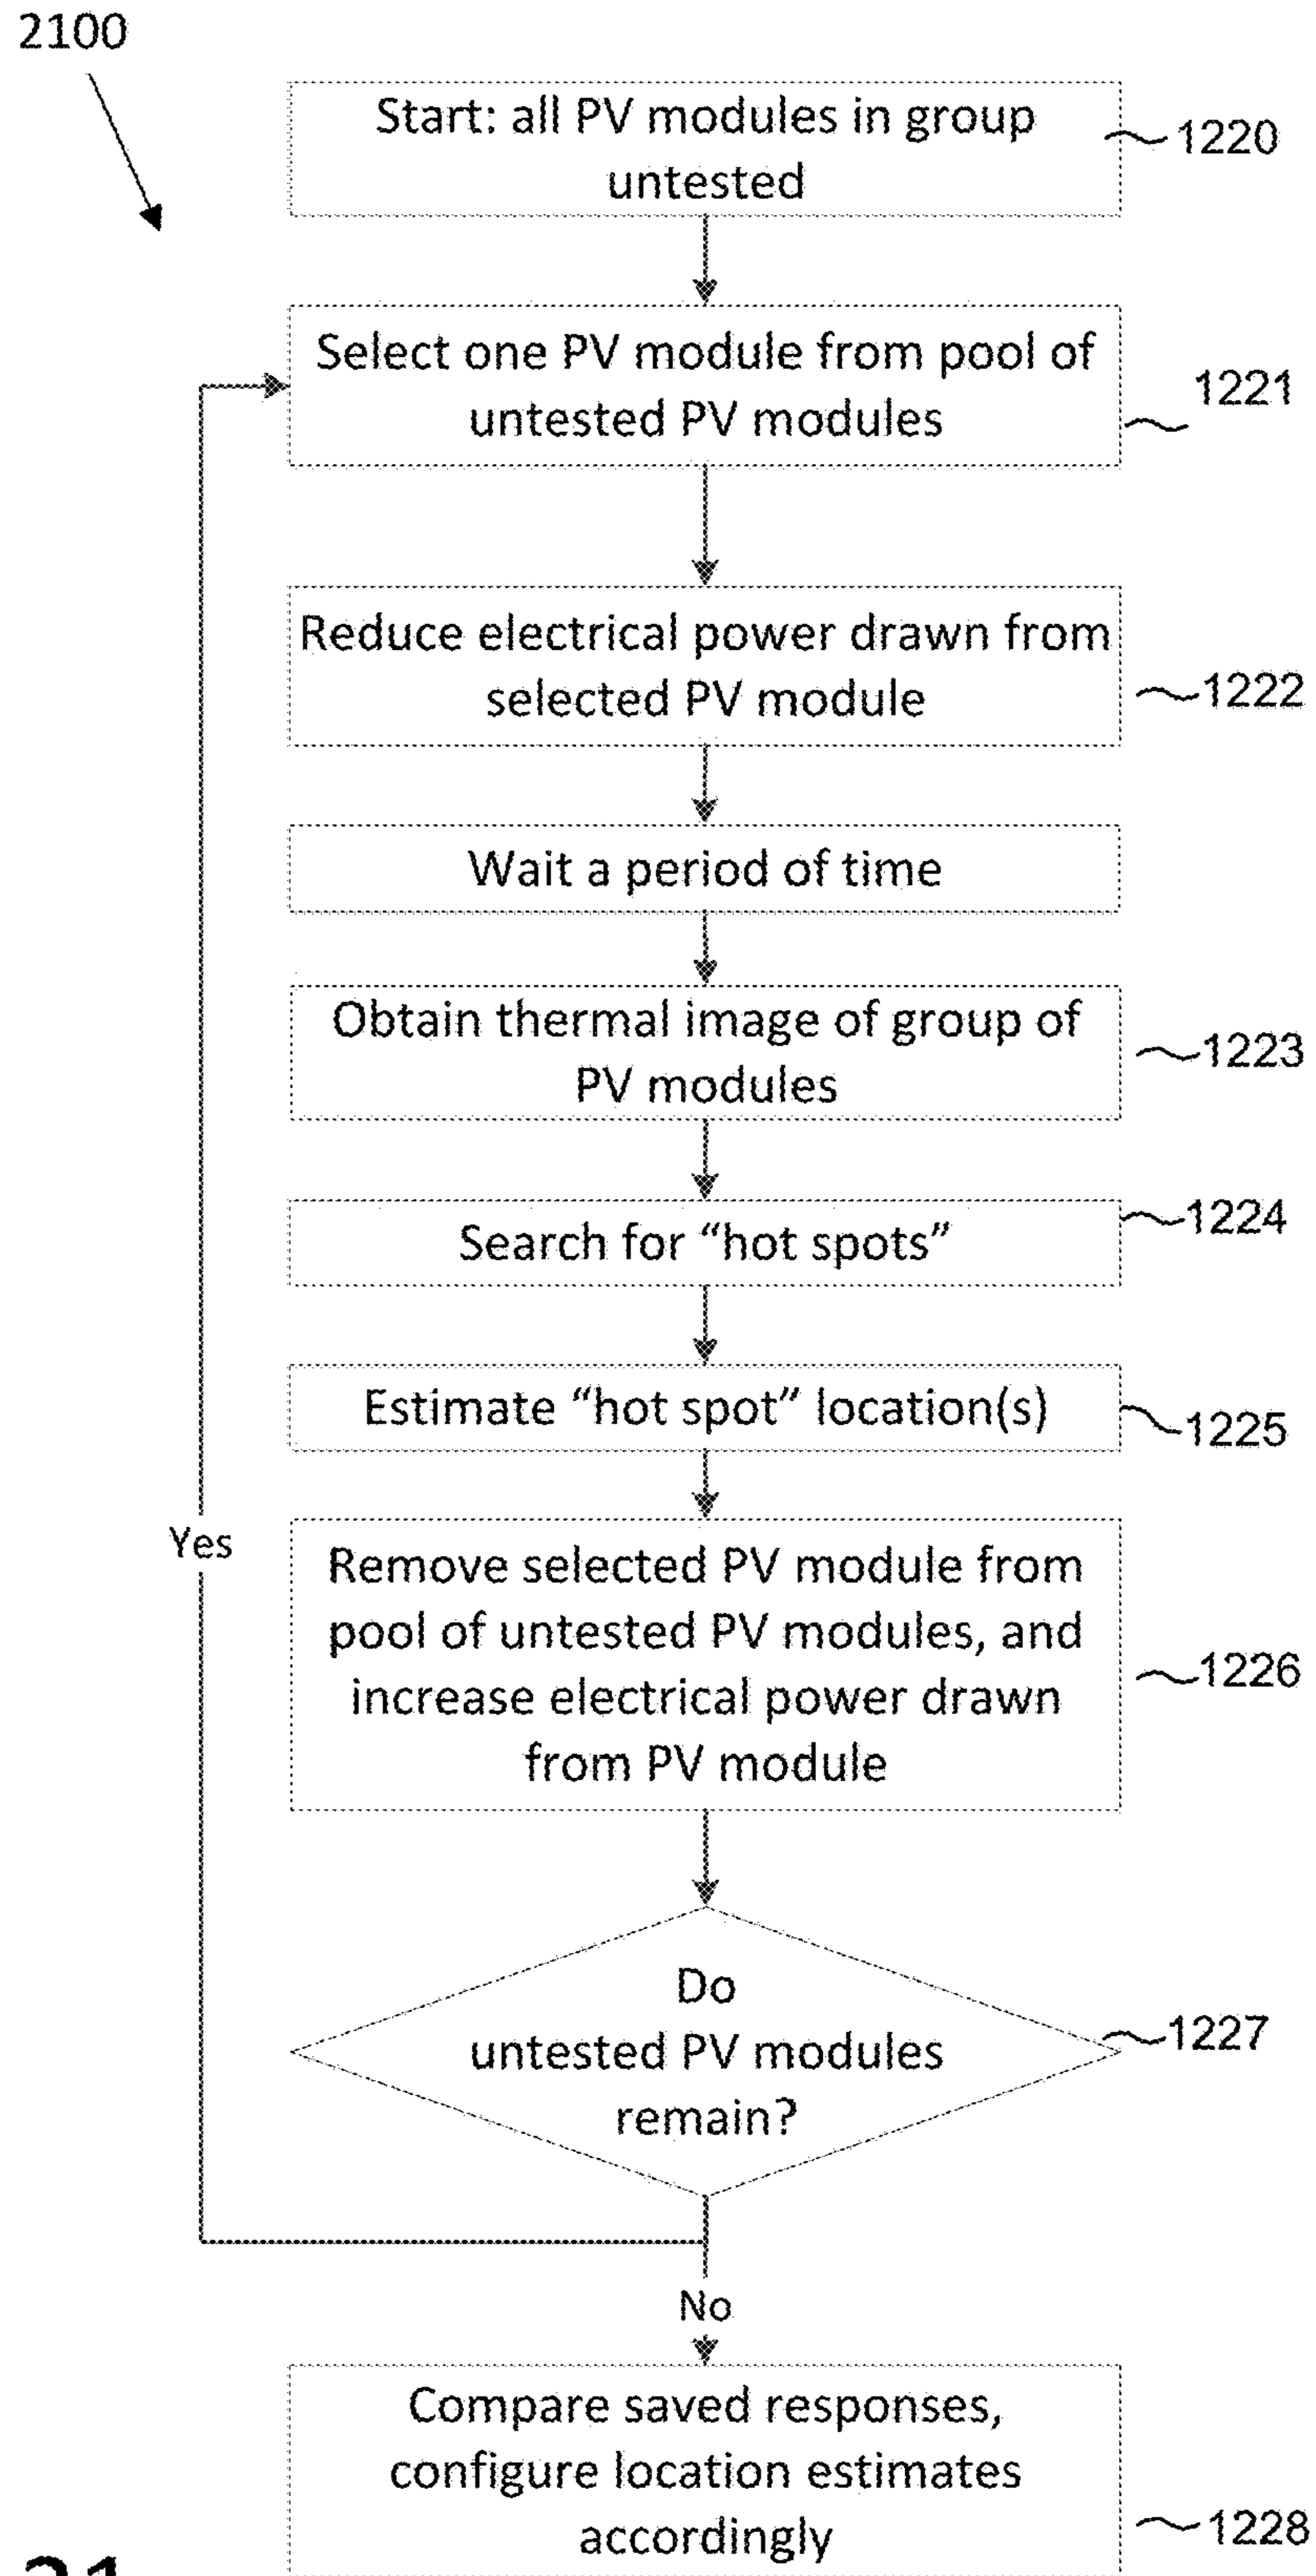 2100
Start: all PV modules in group
untested
1220
Select one PV module from pool of
untested PV modules
1221
Reduce electrical power drawn from
selected PV module
1222
Wait a period of time
Obtain thermal image of group of
PV modules
1223
Search for “hot spots”
1224
Estimate “hot spot” location(s)
1225
Yes
Remove selected PV module from
pool of untested PV modules, and
increase electrical power drawn
from PV module
1226
Do
untested PV modules
remain?
1227
No
Compare saved responses,
configure location estimates
accordingly
1228